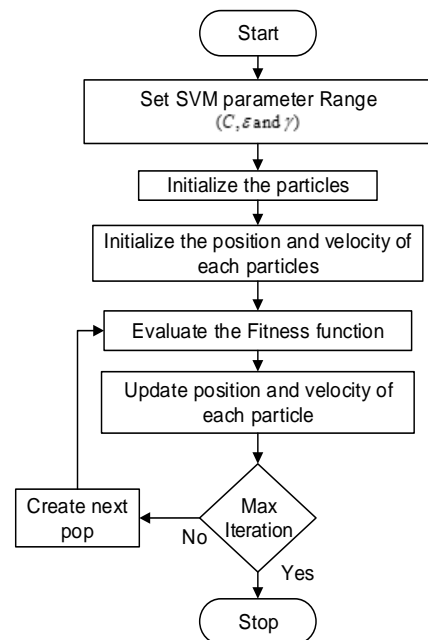 Start
Set SVM parameter Range
(C, ε and γ)
Initialize the particles
Initialize the position and velocity of
each particles
Evaluate the Fitness function
Update position and velocity of
each particle
Max
Iteration
Create next
pop
No
Yes
Stop